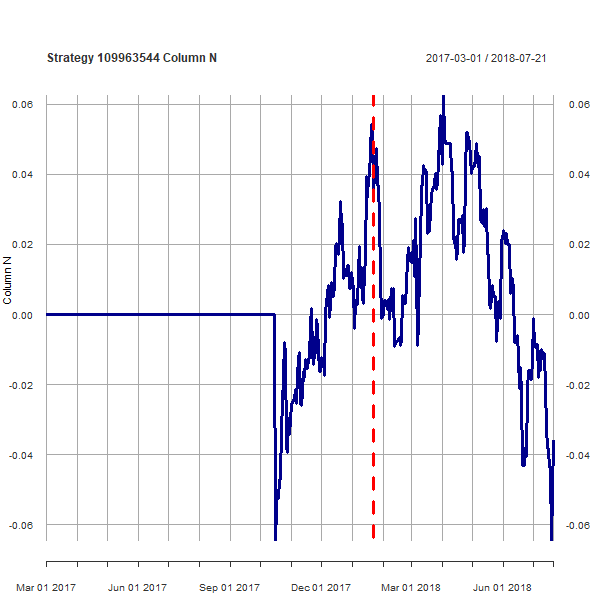 Strategy 109963544 Column N
2017-03-01 / 2018-07-21
0.06
0.06
0.04
0.04
0.02
0.02
Column N
0.00
0.00
-0.02
-0.02
-0.04
-0.04
-0.06
-0.06
Mar 01 2017
Jun 01 2017
Sep 01 2017
Dec 01 2017
Mar 01 2018
Jun 01 2018